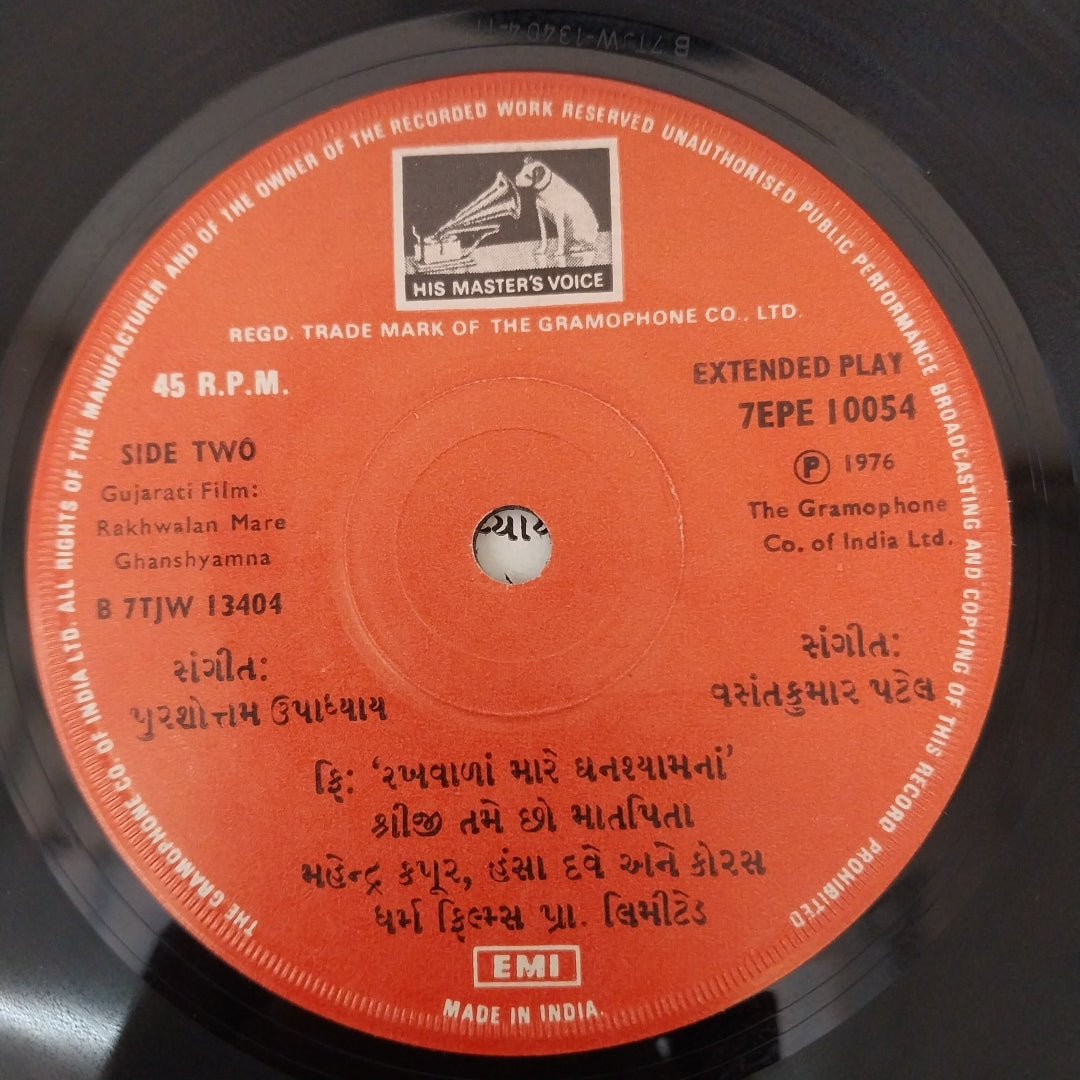 B 7TJW-13404-1
THE GRAMOPHONE CO. OF INDIA LTD. ALL RIGHTS OF THE MANUFACTURER AND OF THE OWNER OF THE RECORDED WORK RESERVED UNAUTHORISED PUBLIC PERFORMANCE BROADCASTING AND COPYING OF THIS RECORD PROHIBITED
HIS MASTER'S VOICE
REGD. TRADE MARK OF THE GRAMOPHONE CO., LTD.
45 R.P.M.
SIDE TWO
Gujarati Film:
Rakhwalan Mare
Ghanshyamna
B 7TJW 13404
EXTENDED PLAY
7EPE 10054
Ⓟ 1976
The Gramophone
Co. of India Ltd.
સંગીત:
પુરશોત્તમ ઉપાધ્યાય
સંગીત:
વસંતકુમાર પટેલ
ફિ: ‘રખવાળાં મારે ઘનશ્યામનાં’
શ્રીજી તમે છો માતપિતા
મહેન્દ્ર કપૂર, હંસા દવે અને કોરસ
ધર્મ ફિલ્મ્સ પ્રા. લિમીટેડ
EMI
MADE IN INDIA.